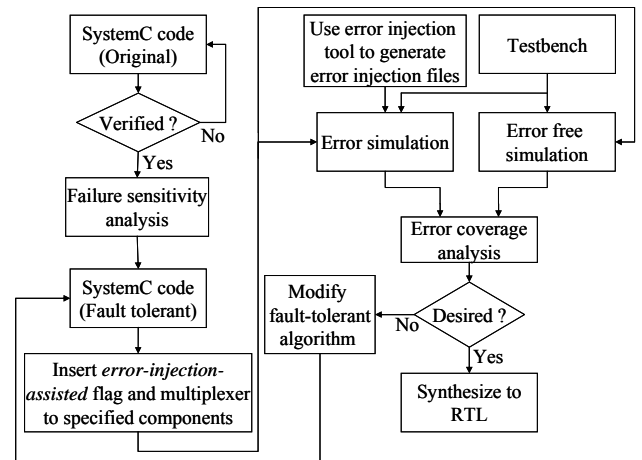 SystemC code
(Original)
Verified ?
No
Yes
Failure sensitivity
analysis
SystemC code
(Fault tolerant)
Insert error-injection-
assisted flag and multiplexer
to specified components
Use error injection
tool to generate
error injection files
Testbench
Error simulation
Error free
simulation
Error coverage
analysis
Modify
fault-tolerant
algorithm
No
Desired ?
Yes
Synthesize to
RTL